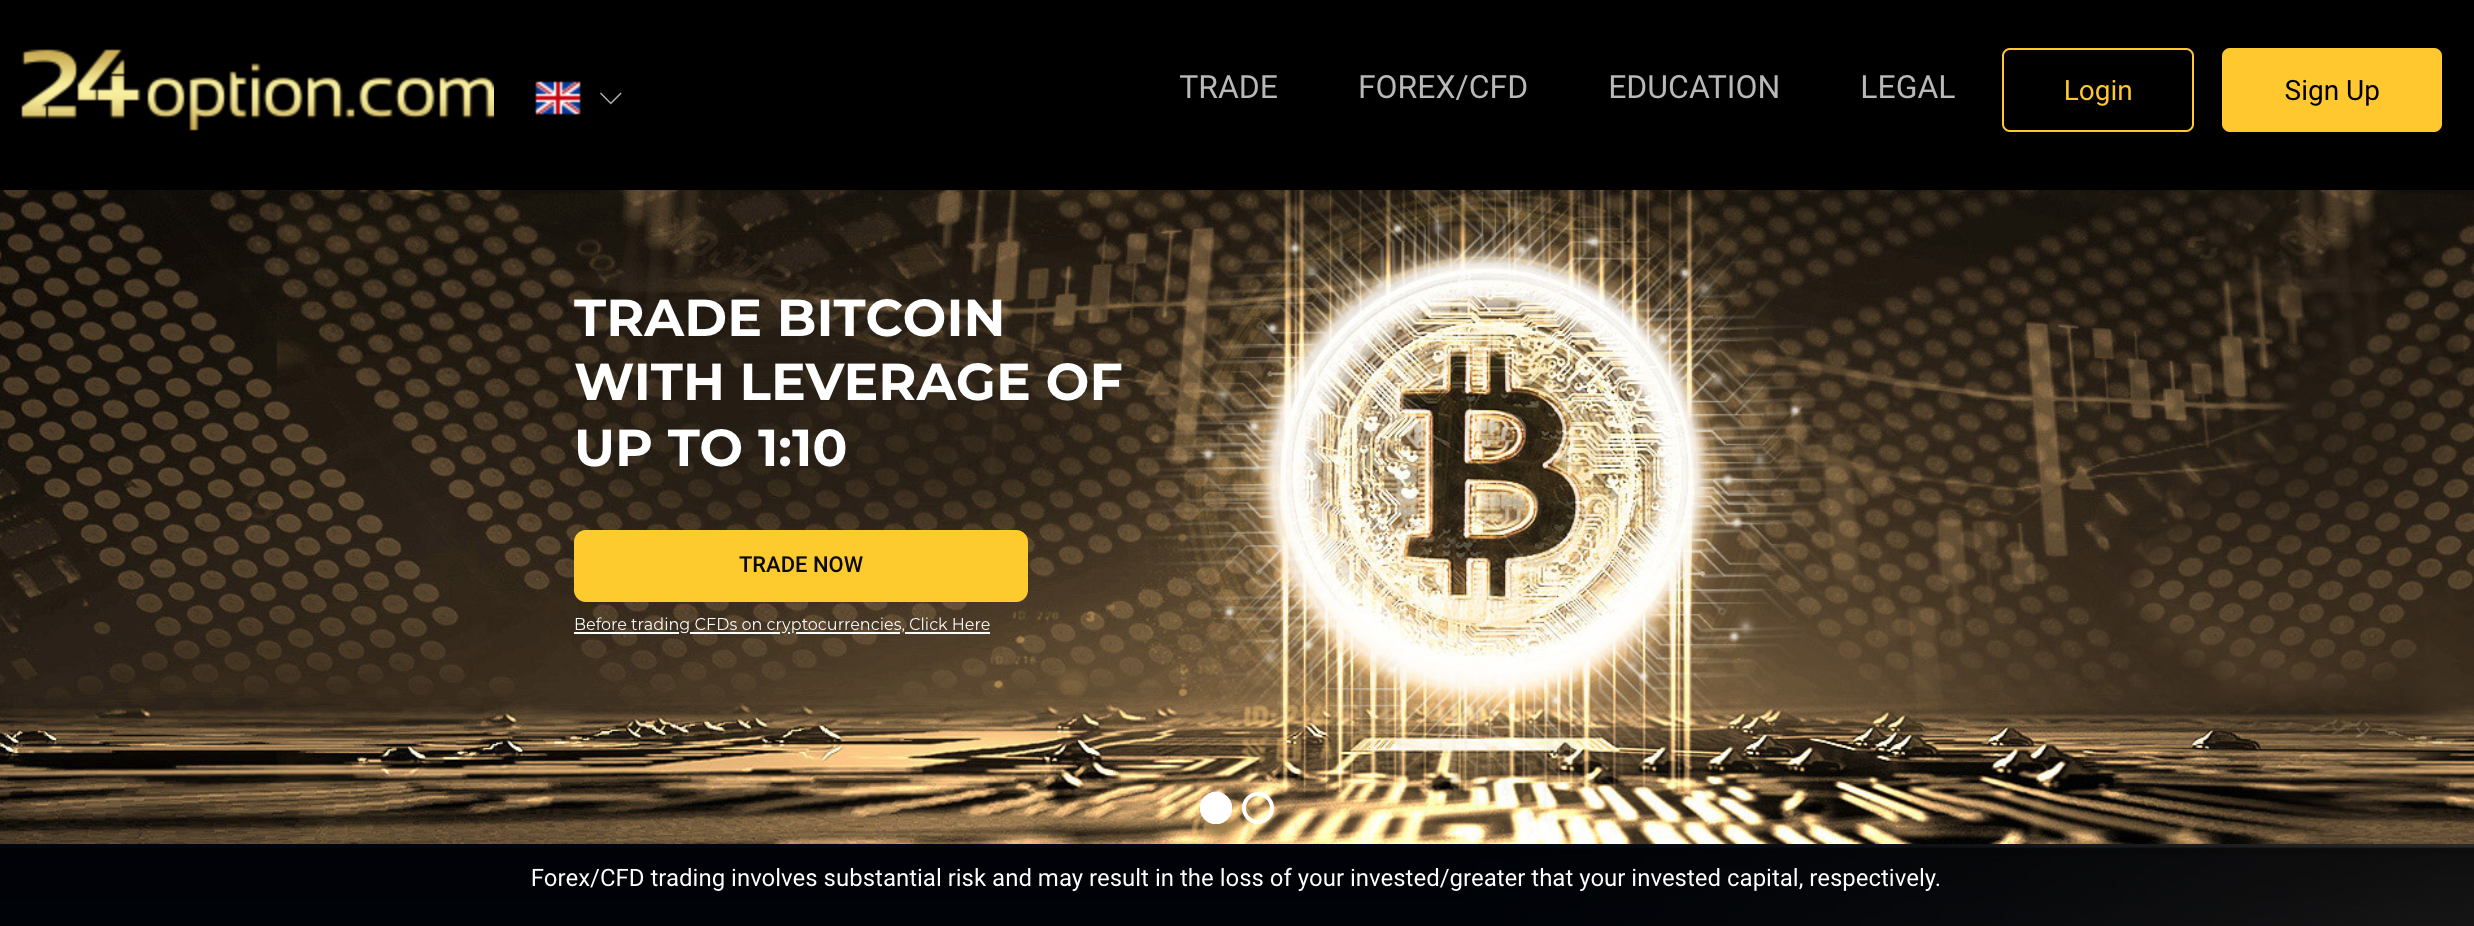 24option.com
TRADE
FOREX/CFD
EDUCATION
LEGAL
Login
Sign Up
TRADE BITCOIN
WITH LEVERAGE OF
UP TO 1:10
TRADE NOW
Before trading CFDs on cryptocurrencies, Click Here
Forex/CFD trading involves substantial risk and may result in the loss of your invested/greater that your invested capital, respectively.